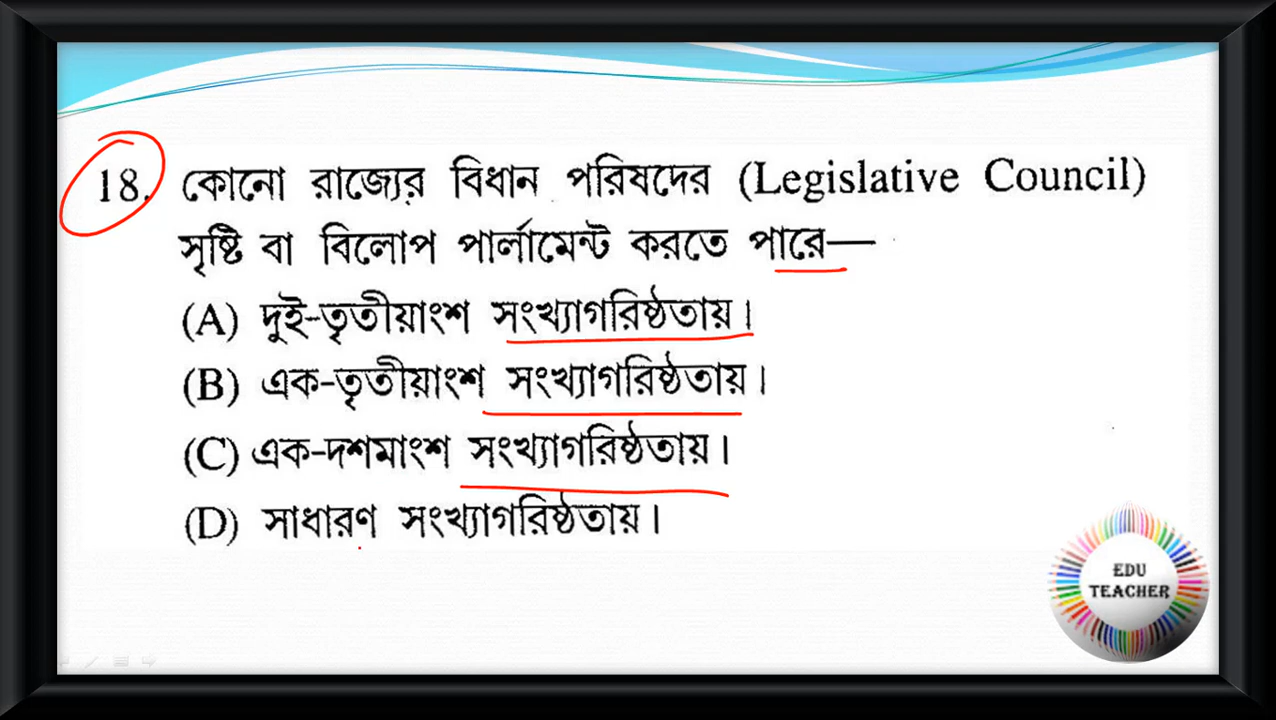 18. কোনো রাজ্যের বিধান পরিষদের (Legislative Council)
সৃষ্টি বা বিলোপ পার্লামেন্ট করতে পারে—
(A) দুই-তৃতীয়াংশ সংখ্যাগরিষ্ঠতায়।
(B) এক-তৃতীয়াংশ সংখ্যাগরিষ্ঠতায়।
(C) এক-দশমাংশ সংখ্যাগরিষ্ঠতায়।
(D) সাধারণ সংখ্যাগরিষ্ঠতায়।
EDU
TEACHER